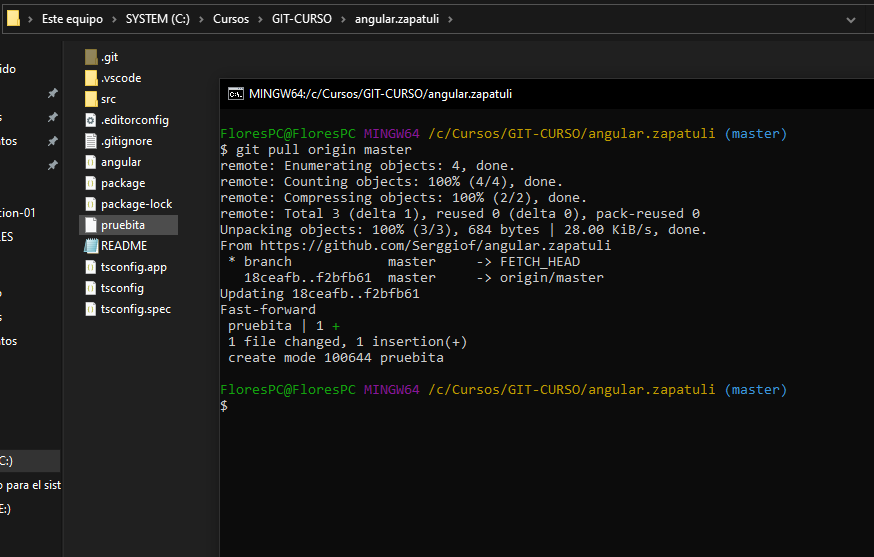 Este equipo > SYSTEM (C:) > Cursos > GIT-CURSO > angular.zapatuli >
ido
s
tos
cion-01
ES
o
s
tos
C:)
o para el sist
E:)
.git
.vscode
src
.editorconfig
.gitignore
angular
package
package-lock
pruebita
README
tsconfig.app
tsconfig
tsconfig.spec
MINGW64:/c/Cursos/GIT-CURSO/angular.zapatuli
FloresPC@FloresPC MINGW64 /c/Cursos/GIT-CURSO/angular.zapatuli (master)
$ git pull origin master
remote: Enumerating objects: 4, done.
remote: Counting objects: 100% (4/4), done.
remote: Compressing objects: 100% (2/2), done.
remote: Total 3 (delta 1), reused 0 (delta 0), pack-reused 0
Unpacking objects: 100% (3/3), 684 bytes | 28.00 KiB/s, done.
From https://github.com/Serggiof/angular.zapatuli
 * branch            master     -> FETCH_HEAD
   18ceafb..f2bfb61  master     -> origin/master
Updating 18ceafb..f2bfb61
Fast-forward
 pruebita | 1 +
 1 file changed, 1 insertion(+)
 create mode 100644 pruebita
FloresPC@FloresPC MINGW64 /c/Cursos/GIT-CURSO/angular.zapatuli (master)
$